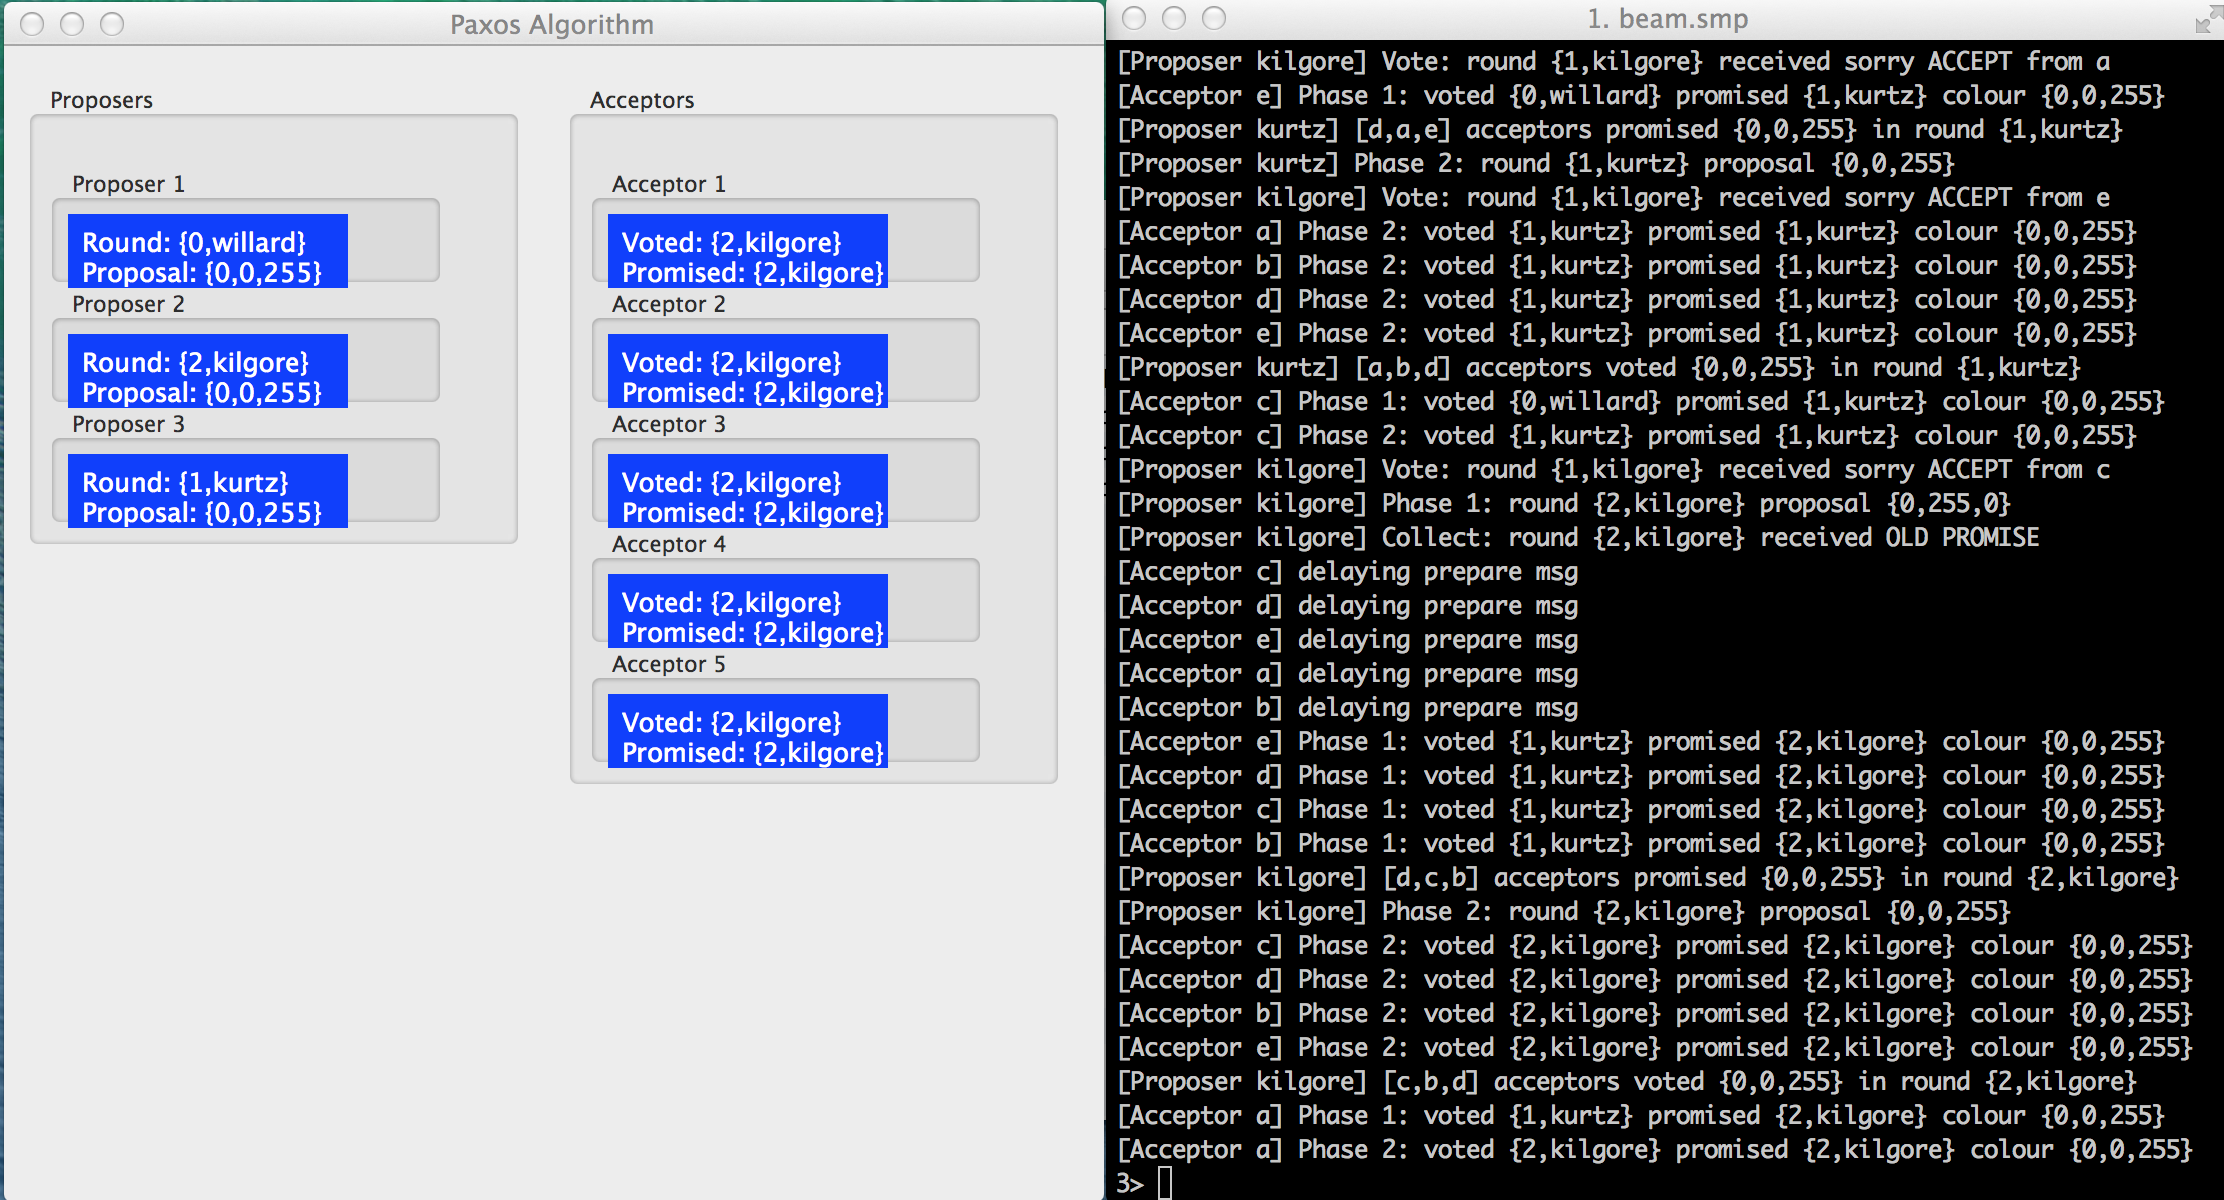 Paxos Algorithm
Proposers
Proposer 1
Round: {0,willard}
Proposal: {0,0,255}
Proposer 2
Round: {2,kilgore}
Proposal: {0,0,255}
Proposer 3
Round: {1,kurtz}
Proposal: {0,0,255}
Acceptors
Acceptor 1
Voted: {2,kilgore}
Promised: {2,kilgore}
Acceptor 2
Voted: {2,kilgore}
Promised: {2,kilgore}
Acceptor 3
Voted: {2,kilgore}
Promised: {2,kilgore}
Acceptor 4
Voted: {2,kilgore}
Promised: {2,kilgore}
Acceptor 5
Voted: {2,kilgore}
Promised: {2,kilgore}
1. beam.smp
[Proposer kilgore] Vote: round {1,kilgore} received sorry ACCEPT from a
[Acceptor e] Phase 1: voted {0,willard} promised {1,kurtz} colour {0,0,255}
[Proposer kurtz] [d,a,e] acceptors promised {0,0,255} in round {1,kurtz}
[Proposer kurtz] Phase 2: round {1,kurtz} proposal {0,0,255}
[Proposer kilgore] Vote: round {1,kilgore} received sorry ACCEPT from e
[Acceptor a] Phase 2: voted {1,kurtz} promised {1,kurtz} colour {0,0,255}
[Acceptor b] Phase 2: voted {1,kurtz} promised {1,kurtz} colour {0,0,255}
[Acceptor d] Phase 2: voted {1,kurtz} promised {1,kurtz} colour {0,0,255}
[Acceptor e] Phase 2: voted {1,kurtz} promised {1,kurtz} colour {0,0,255}
[Proposer kurtz] [a,b,d] acceptors voted {0,0,255} in round {1,kurtz}
[Acceptor c] Phase 1: voted {0,willard} promised {1,kurtz} colour {0,0,255}
[Acceptor c] Phase 2: voted {1,kurtz} promised {1,kurtz} colour {0,0,255}
[Proposer kilgore] Vote: round {1,kilgore} received sorry ACCEPT from c
[Proposer kilgore] Phase 1: round {2,kilgore} proposal {0,255,0}
[Proposer kilgore] Collect: round {2,kilgore} received OLD PROMISE
[Acceptor c] delaying prepare msg
[Acceptor d] delaying prepare msg
[Acceptor e] delaying prepare msg
[Acceptor a] delaying prepare msg
[Acceptor b] delaying prepare msg
[Acceptor e] Phase 1: voted {1,kurtz} promised {2,kilgore} colour {0,0,255}
[Acceptor d] Phase 1: voted {1,kurtz} promised {2,kilgore} colour {0,0,255}
[Acceptor c] Phase 1: voted {1,kurtz} promised {2,kilgore} colour {0,0,255}
[Acceptor b] Phase 1: voted {1,kurtz} promised {2,kilgore} colour {0,0,255}
[Proposer kilgore] [d,c,b] acceptors promised {0,0,255} in round {2,kilgore}
[Proposer kilgore] Phase 2: round {2,kilgore} proposal {0,0,255}
[Acceptor c] Phase 2: voted {2,kilgore} promised {2,kilgore} colour {0,0,255}
[Acceptor d] Phase 2: voted {2,kilgore} promised {2,kilgore} colour {0,0,255}
[Acceptor b] Phase 2: voted {2,kilgore} promised {2,kilgore} colour {0,0,255}
[Acceptor e] Phase 2: voted {2,kilgore} promised {2,kilgore} colour {0,0,255}
[Proposer kilgore] [c,b,d] acceptors voted {0,0,255} in round {2,kilgore}
[Acceptor a] Phase 1: voted {1,kurtz} promised {2,kilgore} colour {0,0,255}
[Acceptor a] Phase 2: voted {2,kilgore} promised {2,kilgore} colour {0,0,255}
3>